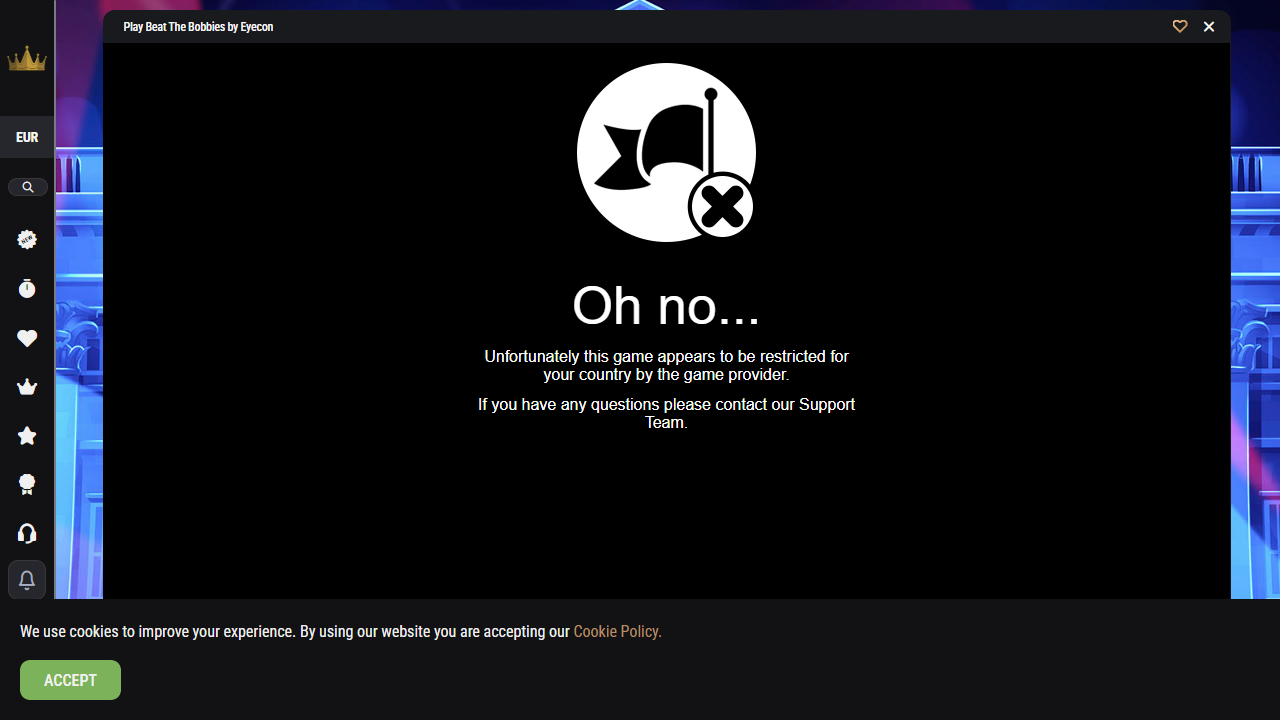 Play Beat The Bobbies by Eyecon
EUR
NEW
Oh no...
Unfortunately this game appears to be restricted for
your country by the game provider.
If you have any questions please contact our Support
Team.
We use cookies to improve your experience. By using our website you are accepting our Cookie Policy.
ACCEPT